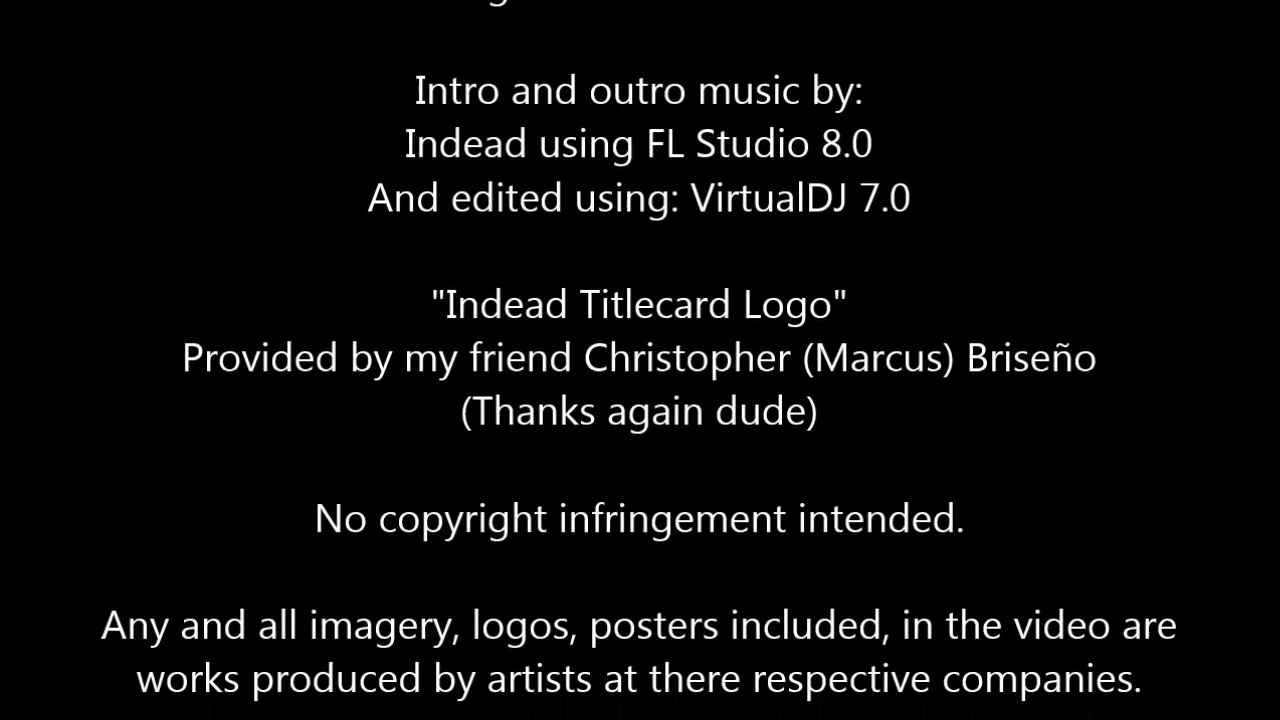 Intro and outro music by:
Indead using FL Studio 8.0
And edited using: VirtualDJ 7.0
"Indead Titlecard Logo"
Provided by my friend Christopher (Marcus) Briseño
(Thanks again dude)
No copyright infringement intended.
Any and all imagery, logos, posters included, in the video are
works produced by artists at there respective companies.